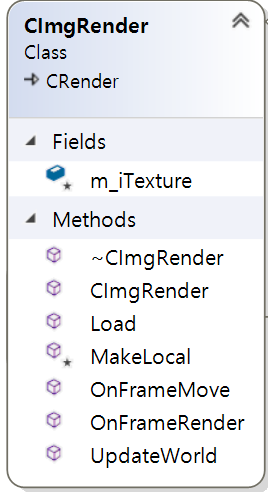 CImgRender
Class
CRender
Fields
m_iTexture
Methods
~CImgRender
CImgRender
Load
MakeLocal
OnFrameMove
OnFrameRender
UpdateWorld